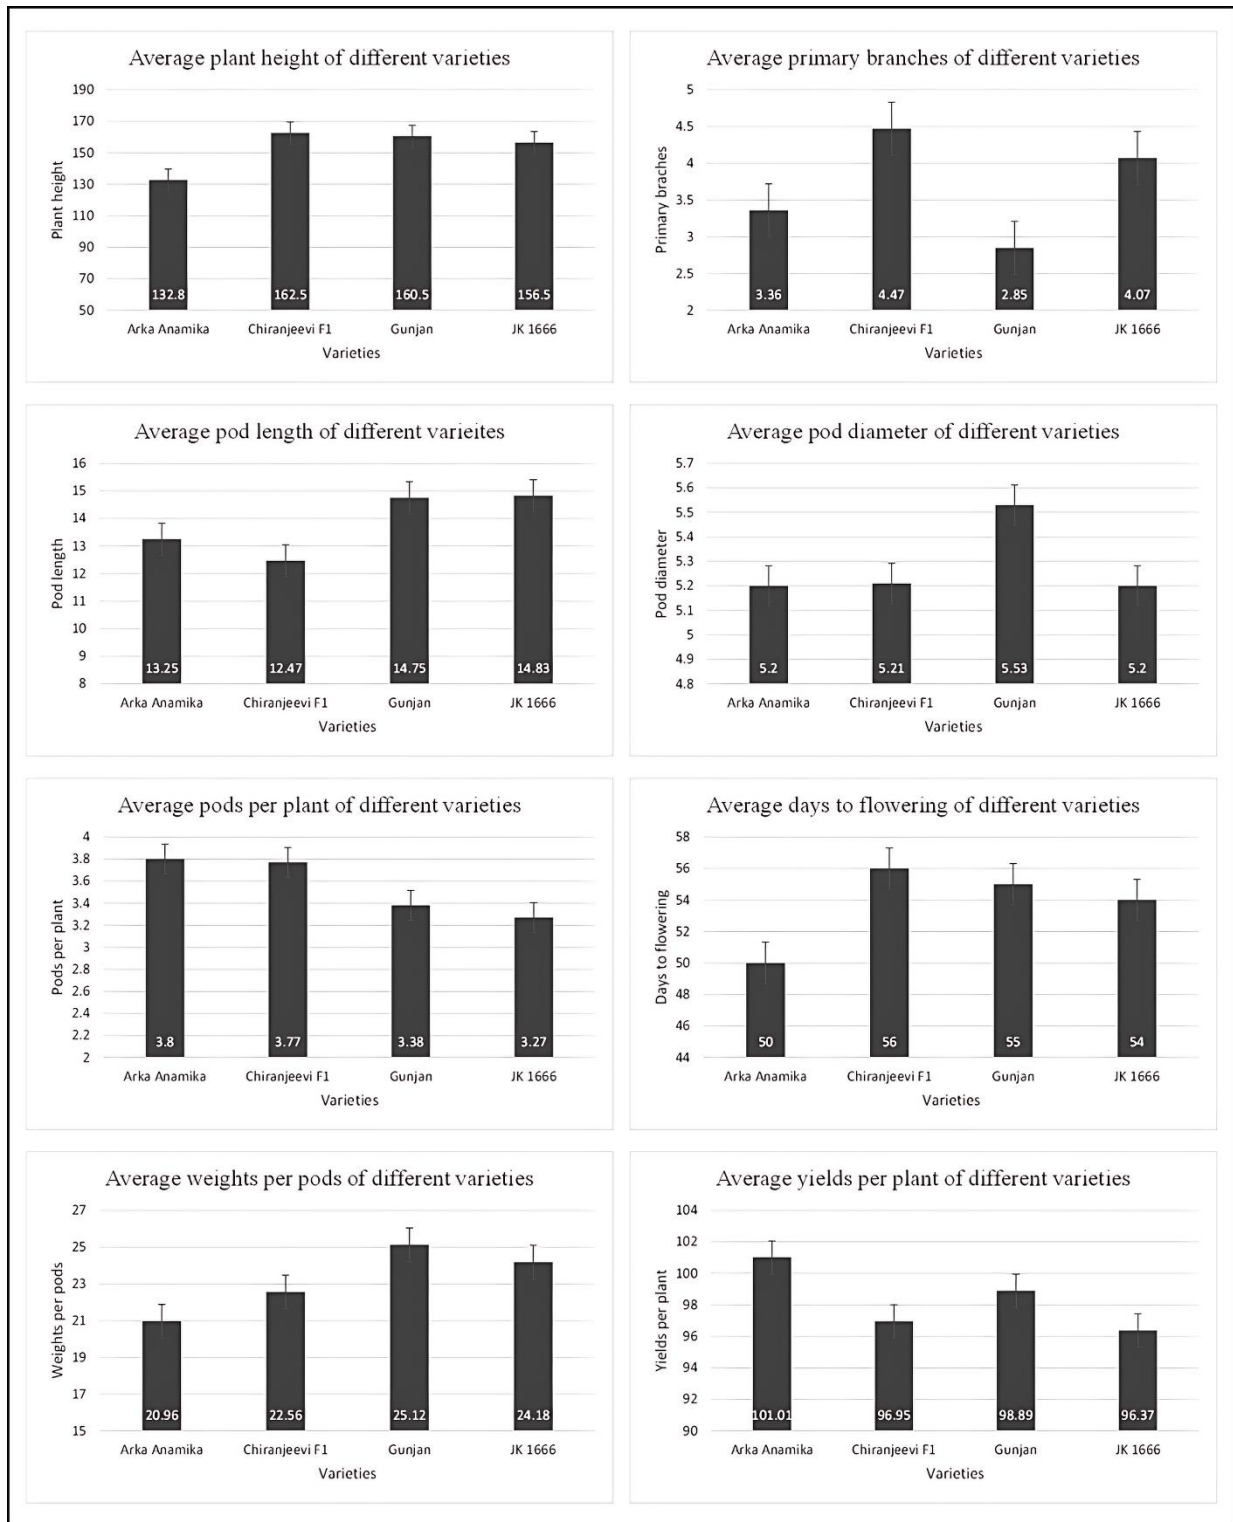 Average plant height of different varieties
190
170
150
130
110
90
70
50
Plant height
132.8
162.5
160.5
156.5
Arka Anamika
Chiranjeevi F1
Gunjan
JK 1666
Varieties
Average primary branches of different varieties
5
4.5
4
3.5
3
2.5
2
Primary braches
3.36
4.47
2.85
4.07
Arka Anamika
Chiranjeevi F1
Gunjan
JK 1666
Varieties
Average pod length of different varieites
16
15
14
13
12
11
10
9
8
Pod length
13.25
12.47
14.75
14.83
Arka Anamika
Chiranjeevi F1
Gunjan
JK 1666
Varieties
Average pod diameter of different varieties
5.7
5.6
5.5
5.4
5.3
5.2
5.1
5
4.9
4.8
Pod diameter
5.2
5.21
5.53
5.2
Arka Anamika
Chiranjeevi F1
Gunjan
JK 1666
Varieties
Average pods per plant of different varieties
4
3.8
3.6
3.4
3.2
3
2.8
2.6
2.4
2.2
2
Pods per plant
3.8
3.77
3.38
3.27
Arka Anamika
Chiranjeevi F1
Gunjan
JK 1666
Varieties
Average days to flowering of different varieties
58
56
54
52
50
48
46
44
Days to flowering
50
56
55
54
Arka Anamika
Chiranjeevi F1
Gunjan
JK 1666
Varieties
Average weights per pods of different varieties
27
25
23
21
19
17
15
Weights per pods
20.96
22.56
25.12
24.18
Arka Anamika
Chiranjeevi F1
Gunjan
JK 1666
Varieties
Average yields per plant of different varieties
104
102
100
98
96
94
92
90
Yields per plant
101.01
96.95
98.89
96.37
Arka Anamika
Chiranjeevi F1
Gunjan
JK 1666
Varieties